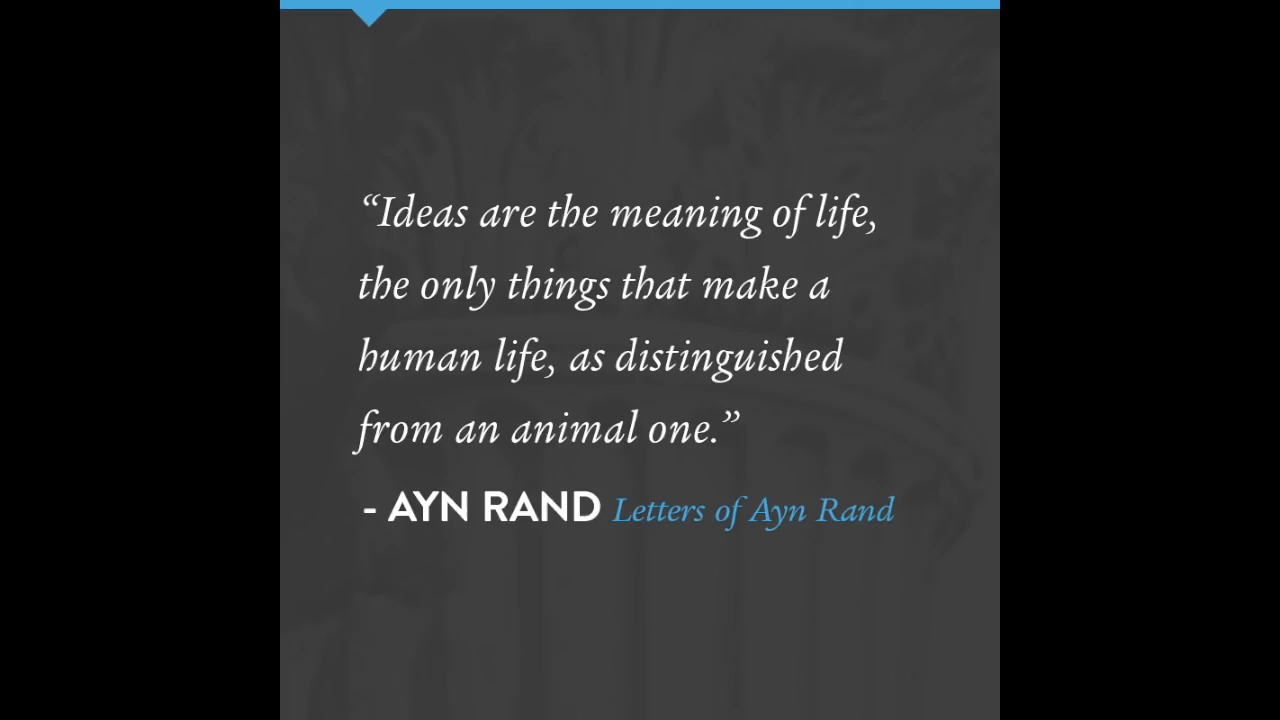 “Ideas are the meaning of life,
the only things that make a
human life, as distinguished
from an animal one.”
- AYN RAND Letters of Ayn Rand